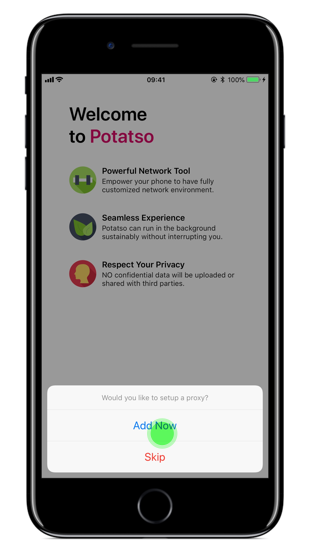 09:41
100%
Welcome
to Potatso
Powerful Network Tool
Empower your phone to have fully
customized network environment.
Seamless Experience
Potatso can run in the background
sustainably without interrupting you.
Respect Your Privacy
NO confidential data will be uploaded or
shared with third parties.
Would you like to setup a proxy?
Add Now
Skip